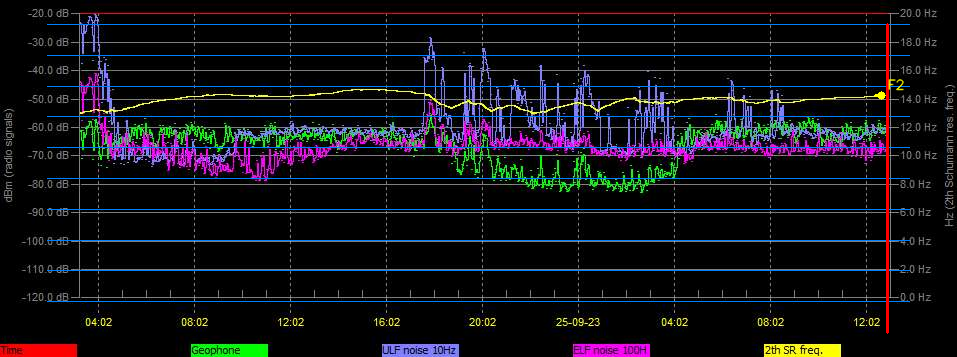 -20.0 dB 20.0 Hz
-30.0 dB 18.0 Hz
-40.0 dB 16.0 Hz
-50.0 dB 14.0 Hz
F2
-60.0 dB 12.0 Hz
-70.0 dB 10.0 Hz
-80.0 dB 8.0 Hz
-90.0 dB 6.0 Hz
-100.0 dB 4.0 Hz
-110.0 dB 2.0 Hz
-120.0 dB 0.0 Hz
dBm (radio signals)
Hz (2th Schumann res. freq.)
04:02 08:02 12:02 16:02 20:02 25-09-23 04:02 08:02 12:02
Time Geophone ULF noise 10Hz ELF noise 100H 2th SR freq.